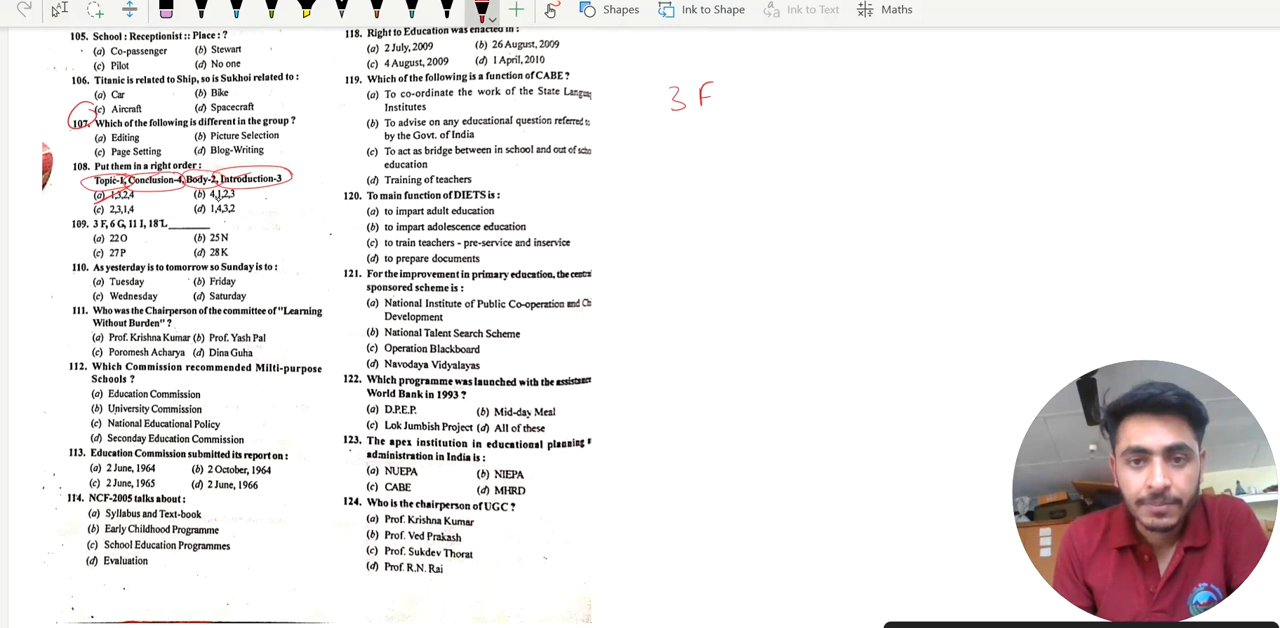 Shapes
Ink to Shape
Ink to Text
Maths
105. School : Receptionist :: Place : ?
(a) Co-passenger (b) Stewart
(c) Pilot (d) No one
106. Titanic is related to Ship, so is Sukhoi related to :
(a) Car (b) Bike
(c) Aircraft (d) Spacecraft
107. Which of the following is different in the group ?
(a) Editing (b) Picture Selection
(c) Page Setting (d) Blog-Writing
108. Put them in a right order :
Topic-1, Conclusion-4, Body-2, Introduction-3
(a) 1,3,2,4 (b) 4,1,2,3
(c) 2,3,1,4 (d) 1,4,3,2
109. 3 F, 6 G, 11 I, 18 L ______
(a) 22O (b) 25N
(c) 27P (d) 28K
110. As yesterday is to tomorrow so Sunday is to :
(a) Tuesday (b) Friday
(c) Wednesday (d) Saturday
111. Who was the Chairperson of the committee of "Learning
Without Burden" ?
(a) Prof. Krishna Kumar (b) Prof. Yash Pal
(c) Poromesh Acharya (d) Dina Guha
112. Which Commission recommended Milti-purpose
Schools ?
(a) Education Commission
(b) University Commission
(c) National Educational Policy
(d) Seconday Education Commission
113. Education Commission submitted its report on :
(a) 2 June, 1964 (b) 2 October, 1964
(c) 2 June, 1965 (d) 2 June, 1966
114. NCF-2005 talks about :
(a) Syllabus and Text-book
(b) Early Childhood Programme
(c) School Education Programmes
(d) Evaluation
118. Right to Education was enacted in :
(a) 2 July, 2009 (b) 26 August, 2009
(c) 4 August, 2009 (d) 1 April, 2010
119. Which of the following is a function of CABE ?
(a) To co-ordinate the work of the State
Institutes
(b) To advise on any educational question referred
by the Govt. of India
(c) To act as bridge between in school and out of
education
(d) Training of teachers
120. To main function of DIETS is :
(a) to impart adult education
(b) to impart adolescence education
(c) to train teachers - pre-service and inservice
(d) to prepare documents
121. For the improvement in primary education, the
sponsored scheme is :
(a) National Institute of Public Co-operation and
Development
(b) National Talent Search Scheme
(c) Operation Blackboard
(d) Navodaya Vidyalayas
122. Which programme was launched with the
World Bank in 1993 ?
(a) D.P.E.P. (b) Mid-day Meal
(c) Lok Jumbish Project (d) All of these
123. The apex institution in educational planning
administration in India is :
(a) NUEPA (b) NIEPA
(c) CABE (d) MHRD
124. Who is the chairperson of UGC ?
(a) Prof. Krishna Kumar
(b) Prof. Ved Prakash
(c) Prof. Sukdev Thorat
(d) Prof. R.N. Rai
3 F